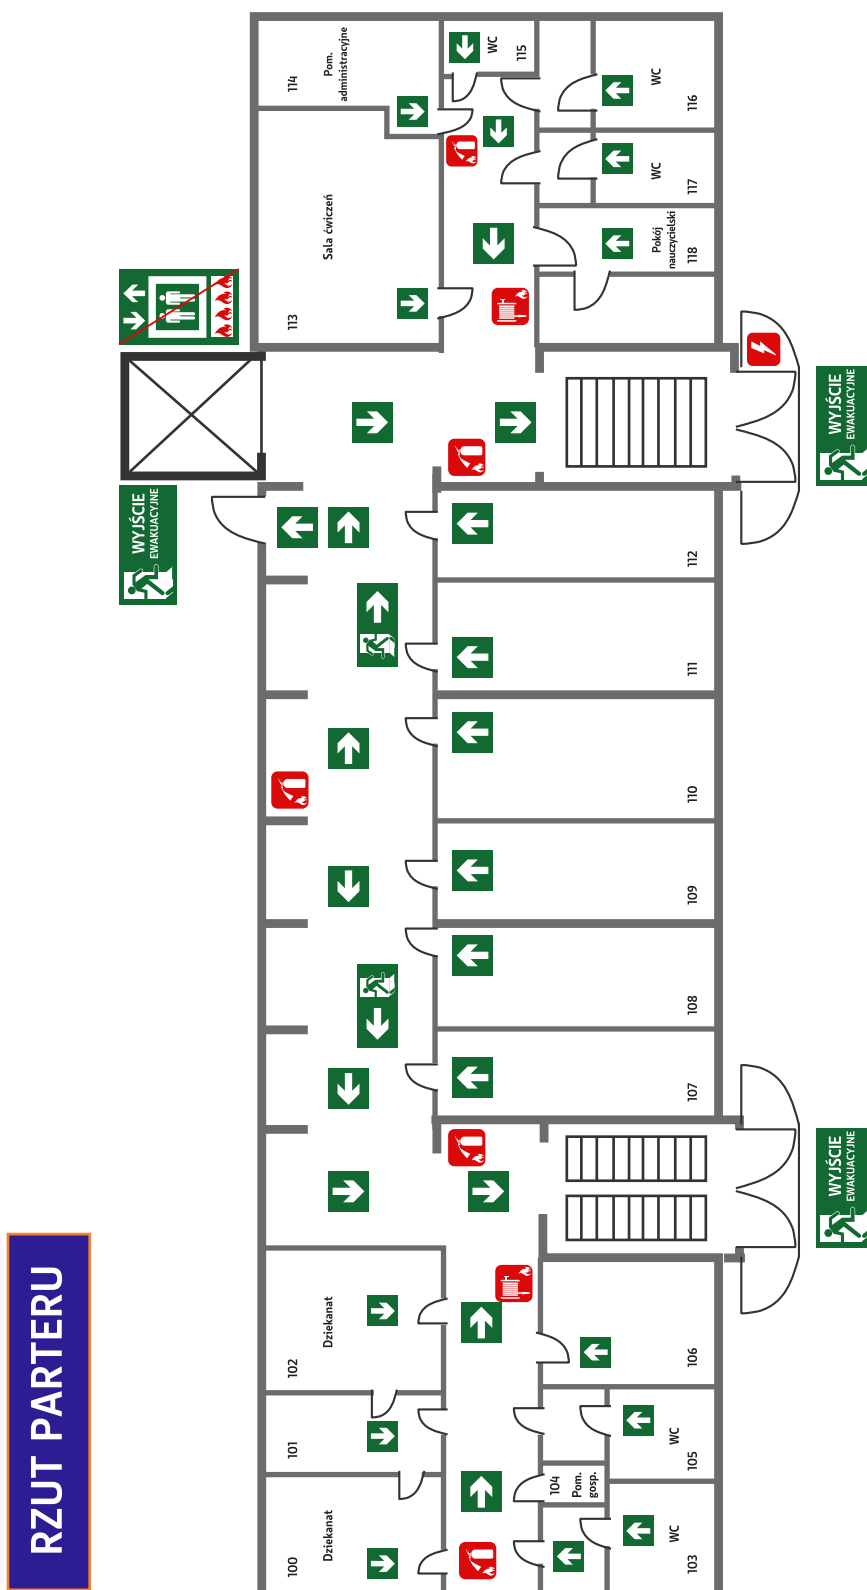 RZUT PARTERU
WYJŚCIE
EWAKUACYJNE
WYJŚCIE
EWAKUACYJNE
WYJŚCIE
EWAKUACYJNE
100
Dziekanat
101
102
Dziekanat
103
WC
104
Pom.
gosp.
105
WC
106
107
108
109
110
111
112
113
Sala ćwiczeń
114
Pom.
administracyjne
115
WC
116
WC
117
WC
118
Pokój
nauczycielski